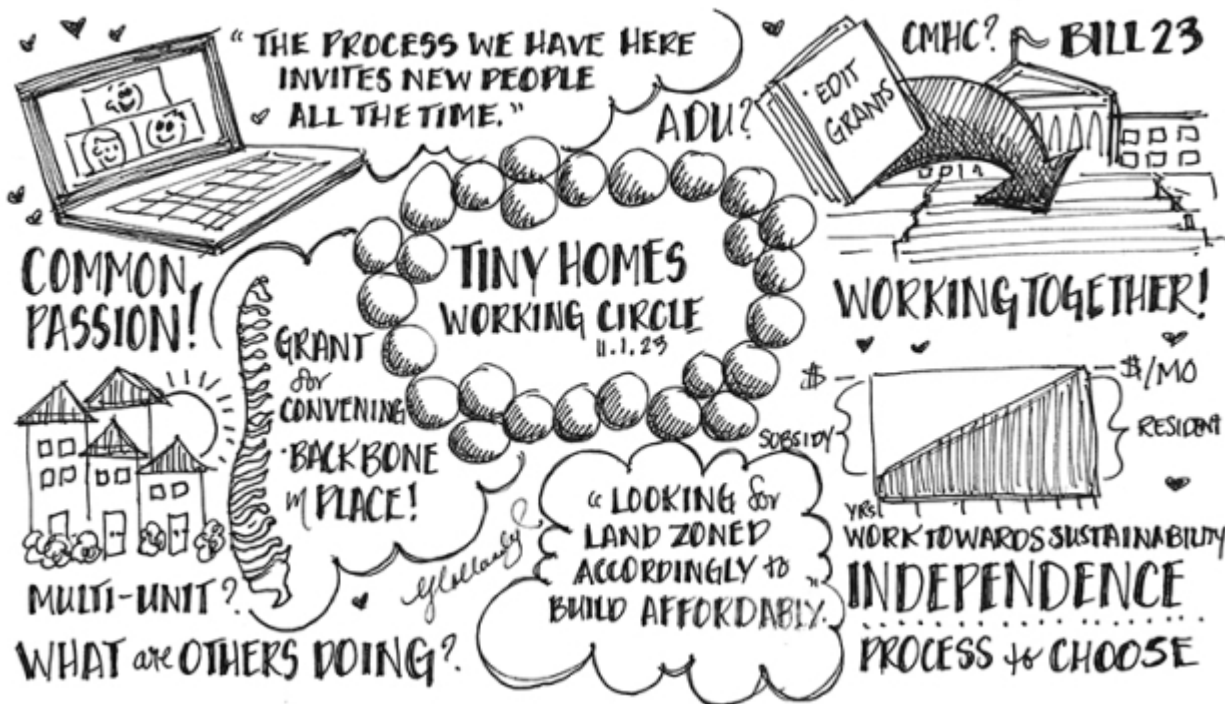 “THE PROCESS WE HAVE HERE
INVITES NEW PEOPLE
ALL THE TIME.”
ADU?
EDIT
GRANTS
CMHC?
BILL 23
COMMON
PASSION!
TINY HOMES
WORKING CIRCLE
11.1.23
WORKING TOGETHER!
GRANT
for
CONVENING
·BACKBONE
in PLACE!
$
$/MO
SUBSIDY
RESIDENT
YRS
“LOOKING for
LAND ZONED
ACCORDINGLY to
BUILD AFFORDABLY.”
WORK TOWARDS SUSTAINABILITY
INDEPENDENCE
PROCESS to CHOOSE
MULTI-UNIT?
WHAT are OTHERS DOING?